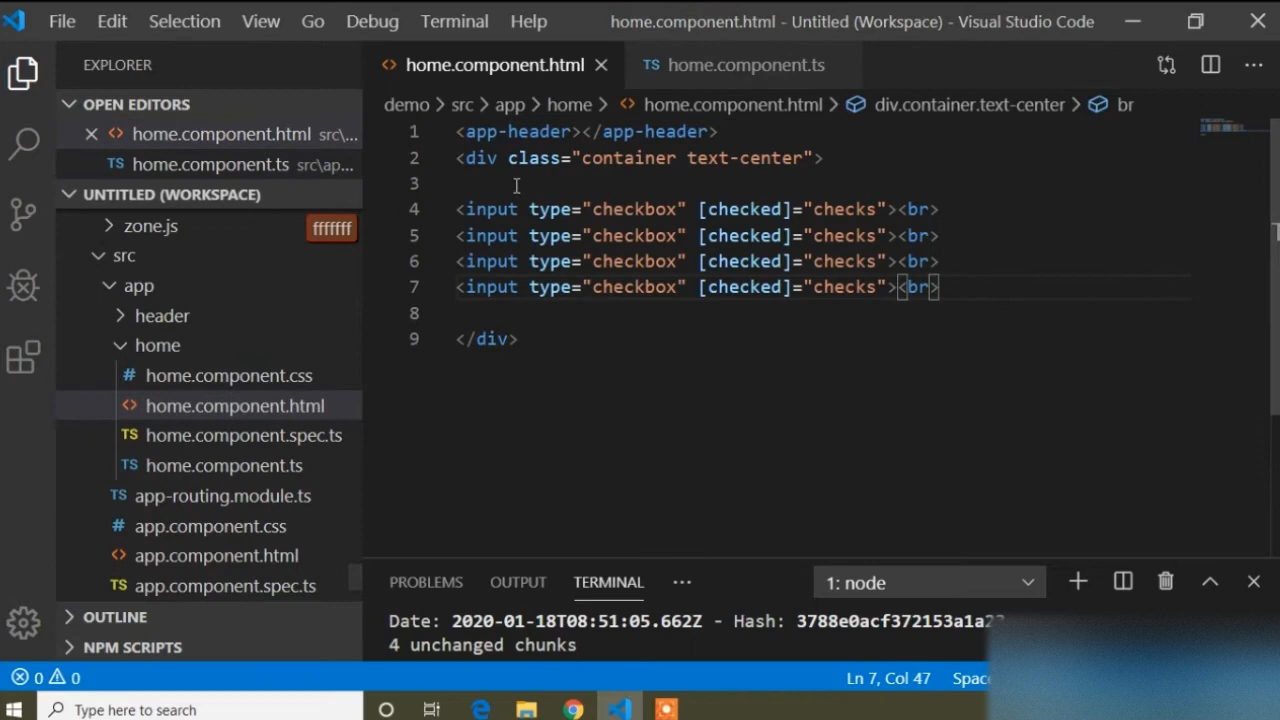 File Edit Selection View Go Debug Terminal Help home.component.html - Untitled (Workspace) - Visual Studio Code
EXPLORER
OPEN EDITORS
home.component.html src\...
TS home.component.ts src\ap...
UNTITLED (WORKSPACE)
zone.js
fffffff
src
app
header
home
# home.component.css
<> home.component.html
TS home.component.spec.ts
TS home.component.ts
TS app-routing.module.ts
# app.component.css
<> app.component.html
TS app.component.spec.ts
OUTLINE
NPM SCRIPTS
<> home.component.html
TS home.component.ts
demo > src > app > home > <> home.component.html > div.container.text-center > br
1 <app-header></app-header>
2 <div class="container text-center">
3
4 <input type="checkbox" [checked]="checks"><br>
5 <input type="checkbox" [checked]="checks"><br>
6 <input type="checkbox" [checked]="checks"><br>
7 <input type="checkbox" [checked]="checks"><br>
8
9 </div>
PROBLEMS OUTPUT TERMINAL ... 1: node
Date: 2020-01-18T08:51:05.662Z - Hash: 3788e0acf372153a1a
4 unchanged chunks
0 0 Ln 7, Col 47
Type here to search